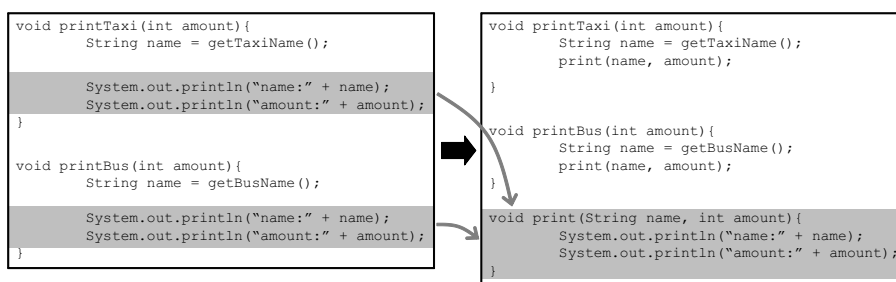 void printTaxi(int amount){
String name = getTaxiName();
System.out.println(“name:” + name);
System.out.println(“amount:” + amount);
}
void printBus(int amount){
String name = getBusName();
System.out.println(“name:” + name);
System.out.println(“amount:” + amount);
}
void printTaxi(int amount){
String name = getTaxiName();
print(name, amount);
}
void printBus(int amount){
String name = getBusName();
print(name, amount);
}
void print(String name, int amount){
System.out.println(“name:” + name);
System.out.println(“amount:” + amount);
}